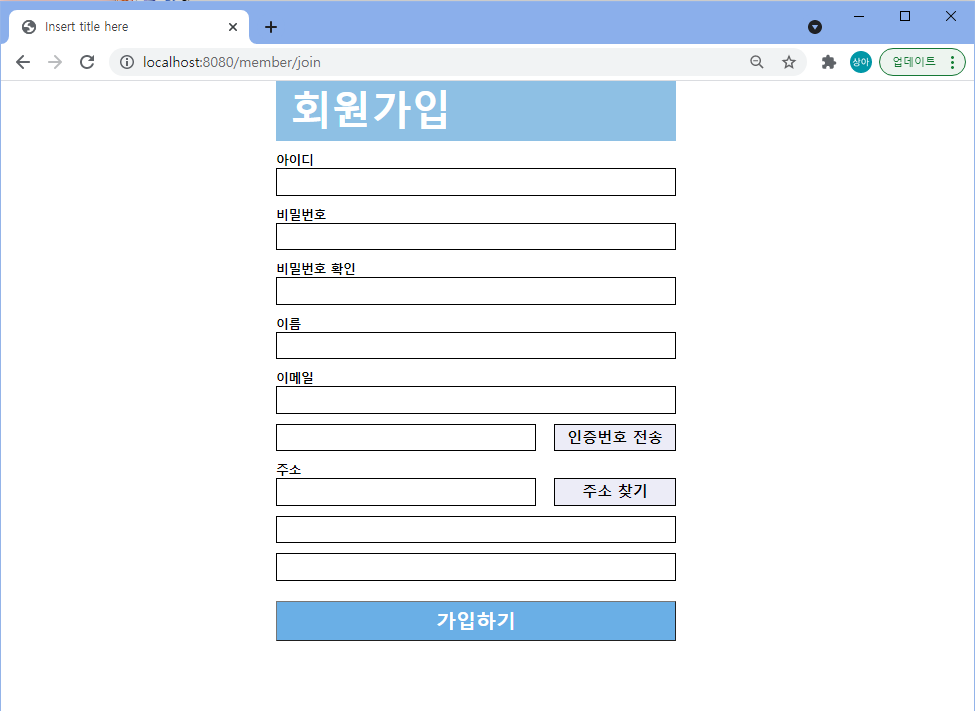 Insert title here
localhost:8080/member/join
상아
업데이트
회원가입
아이디
비밀번호
비밀번호 확인
이름
이메일
인증번호 전송
주소
주소 찾기
가입하기